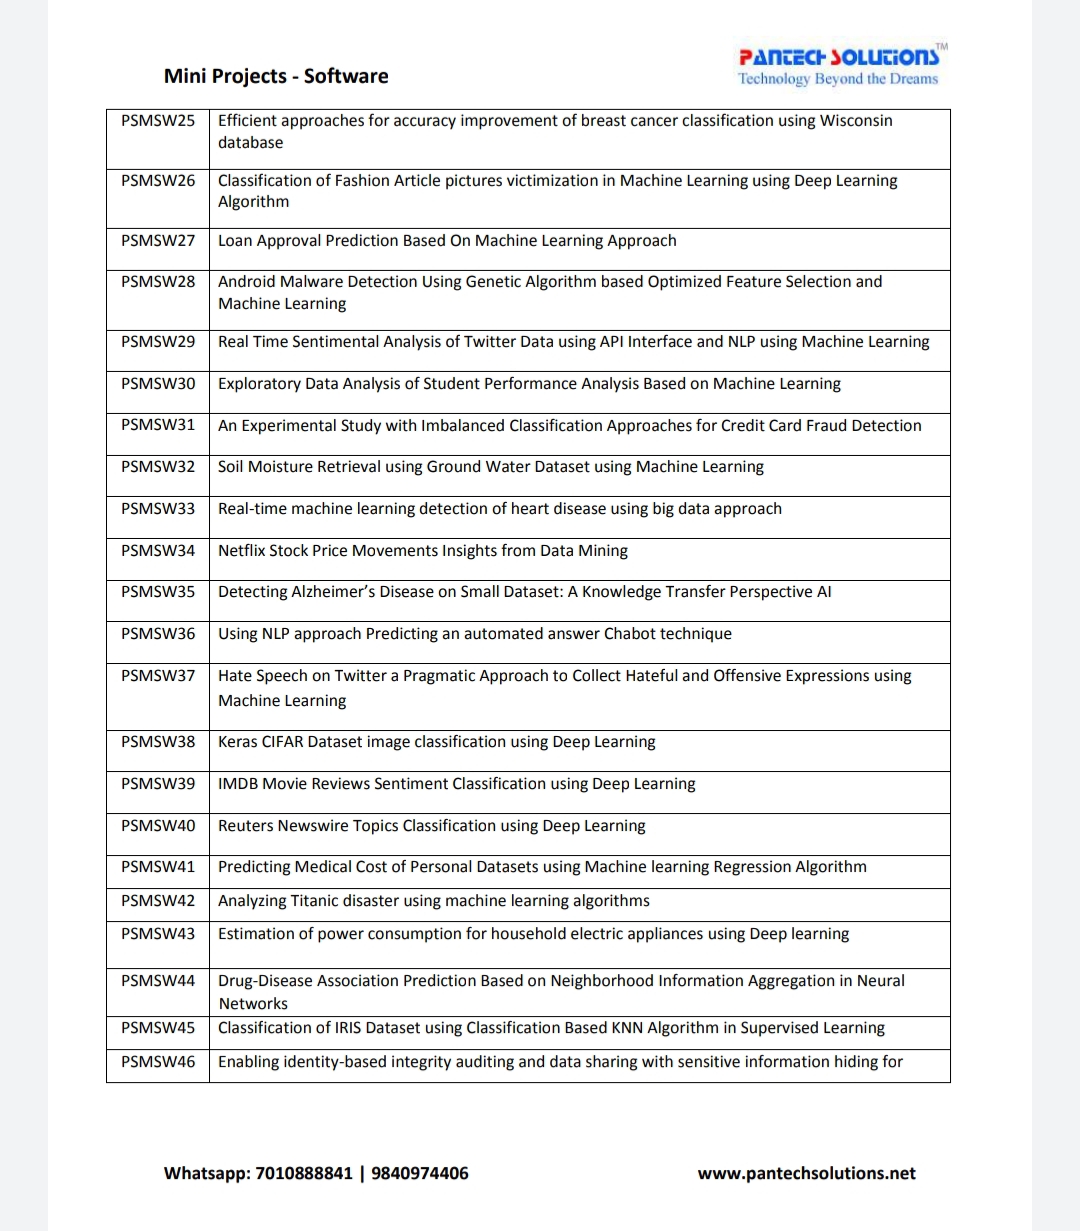 Mini Projects - Software
PANTECH SOLUTIONS TM
Technology Beyond the Dreams
PSMSW25 Efficient approaches for accuracy improvement of breast cancer classification using Wisconsin
database
PSMSW26 Classification of Fashion Article pictures victimization in Machine Learning using Deep Learning
Algorithm
PSMSW27 Loan Approval Prediction Based On Machine Learning Approach
PSMSW28 Android Malware Detection Using Genetic Algorithm based Optimized Feature Selection and
Machine Learning
PSMSW29 Real Time Sentimental Analysis of Twitter Data using API Interface and NLP using Machine Learning
PSMSW30 Exploratory Data Analysis of Student Performance Analysis Based on Machine Learning
PSMSW31 An Experimental Study with Imbalanced Classification Approaches for Credit Card Fraud Detection
PSMSW32 Soil Moisture Retrieval using Ground Water Dataset using Machine Learning
PSMSW33 Real-time machine learning detection of heart disease using big data approach
PSMSW34 Netflix Stock Price Movements Insights from Data Mining
PSMSW35 Detecting Alzheimer’s Disease on Small Dataset: A Knowledge Transfer Perspective AI
PSMSW36 Using NLP approach Predicting an automated answer Chabot technique
PSMSW37 Hate Speech on Twitter a Pragmatic Approach to Collect Hateful and Offensive Expressions using
Machine Learning
PSMSW38 Keras CIFAR Dataset image classification using Deep Learning
PSMSW39 IMDB Movie Reviews Sentiment Classification using Deep Learning
PSMSW40 Reuters Newswire Topics Classification using Deep Learning
PSMSW41 Predicting Medical Cost of Personal Datasets using Machine learning Regression Algorithm
PSMSW42 Analyzing Titanic disaster using machine learning algorithms
PSMSW43 Estimation of power consumption for household electric appliances using Deep learning
PSMSW44 Drug-Disease Association Prediction Based on Neighborhood Information Aggregation in Neural
Networks
PSMSW45 Classification of IRIS Dataset using Classification Based KNN Algorithm in Supervised Learning
PSMSW46 Enabling identity-based integrity auditing and data sharing with sensitive information hiding for
Whatsapp: 7010888841 | 9840974406
www.pantechsolutions.net